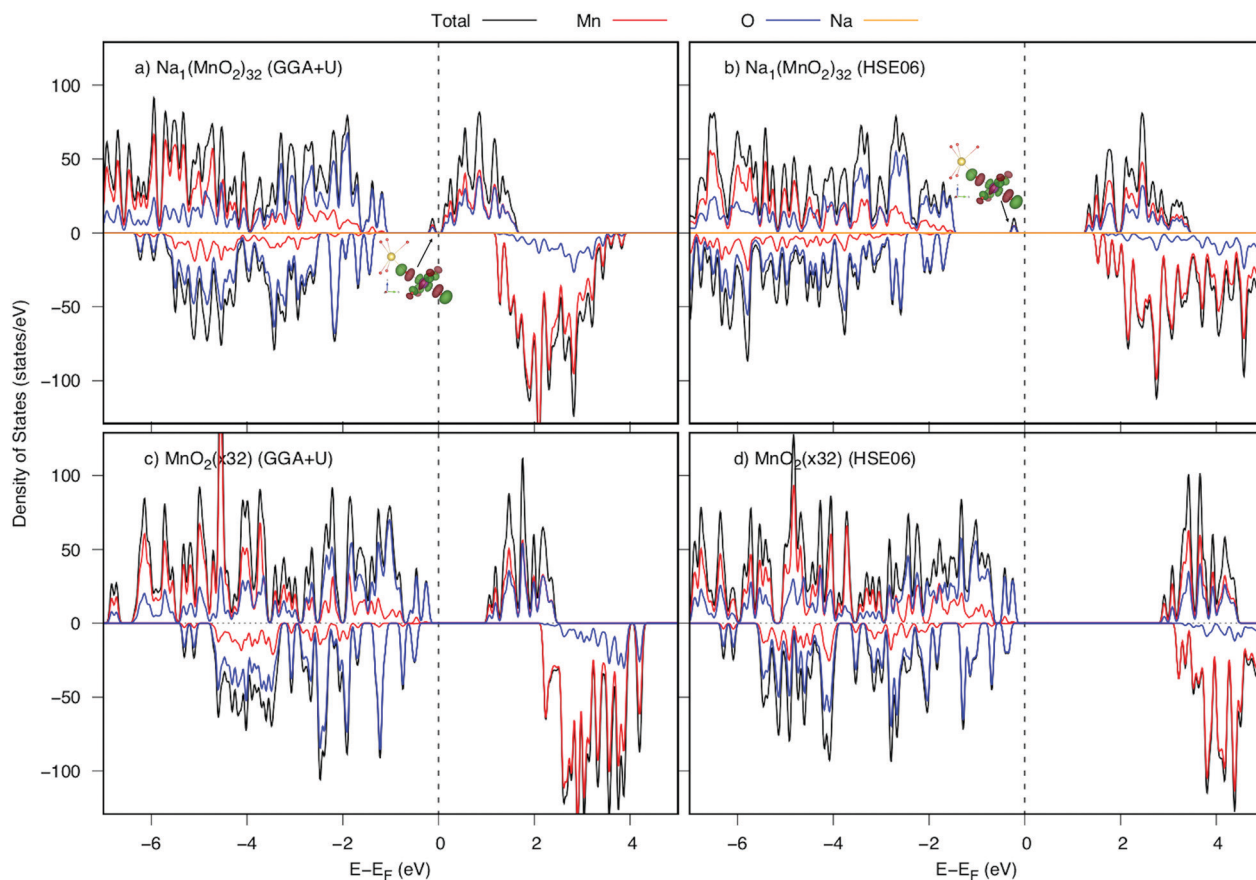 Total Mn O Na
a) Na1(MnO2)32 (GGA+U)
b) Na1(MnO2)32 (HSE06)
100
50
0
−50
−100
c) MnO2(x32) (GGA+U)
d) MnO2(x32) (HSE06)
100
50
0
−50
−100
Density of States (states/eV)
−6 −4 −2 0 2 4 −6 −4 −2 0 2 4
E−EF (eV) E−EF (eV)